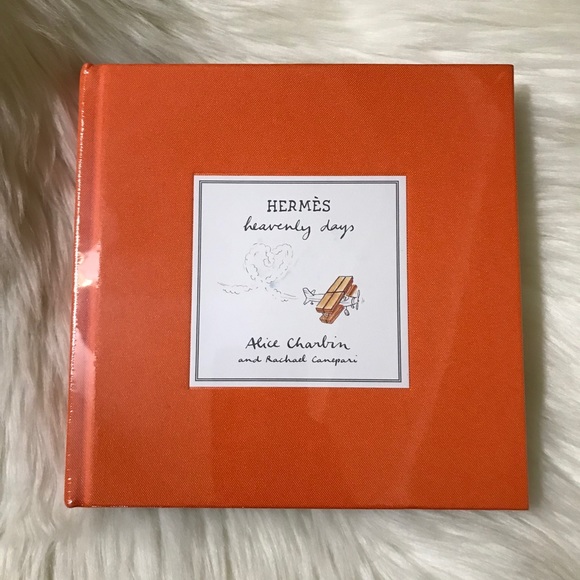 HERMÈS
heavenly days
Alice Charbin
and Rachael Canepari